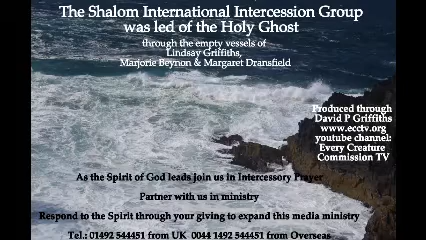 The Shalom International Intercession Group
was led of the Holy Ghost
through the empty vessels of
Lindsay Griffiths,
Marjorie Beynon & Margaret Dransfield
Produced through
David P Griffiths
www.ecctv.org
youtube channel:
Every Creature
Commission TV
As the Spirit of God leads join us in Intercessory Prayer
Partner with us in ministry
Respond to the Spirit through your giving to expand this media ministry
Tel.: 01492 544451 from UK 0044 1492 544451 from Overseas